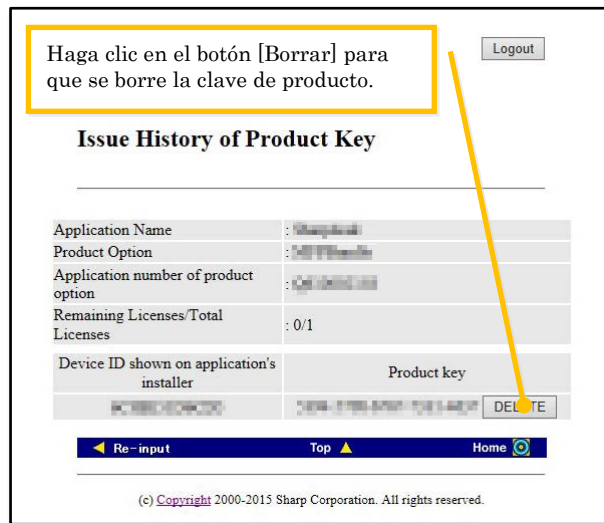 Haga clic en el botón [Borrar] para
que se borre la clave de producto.
Logout
Issue History of Product Key
Application Name :
Product Option :
Application number of product
option :
Remaining Licenses/Total
Licenses : 0/1
Device ID shown on application's
installer
Product key
DELETE
Re-input Top Home
(c) Copyright 2000-2015 Sharp Corporation. All rights reserved.